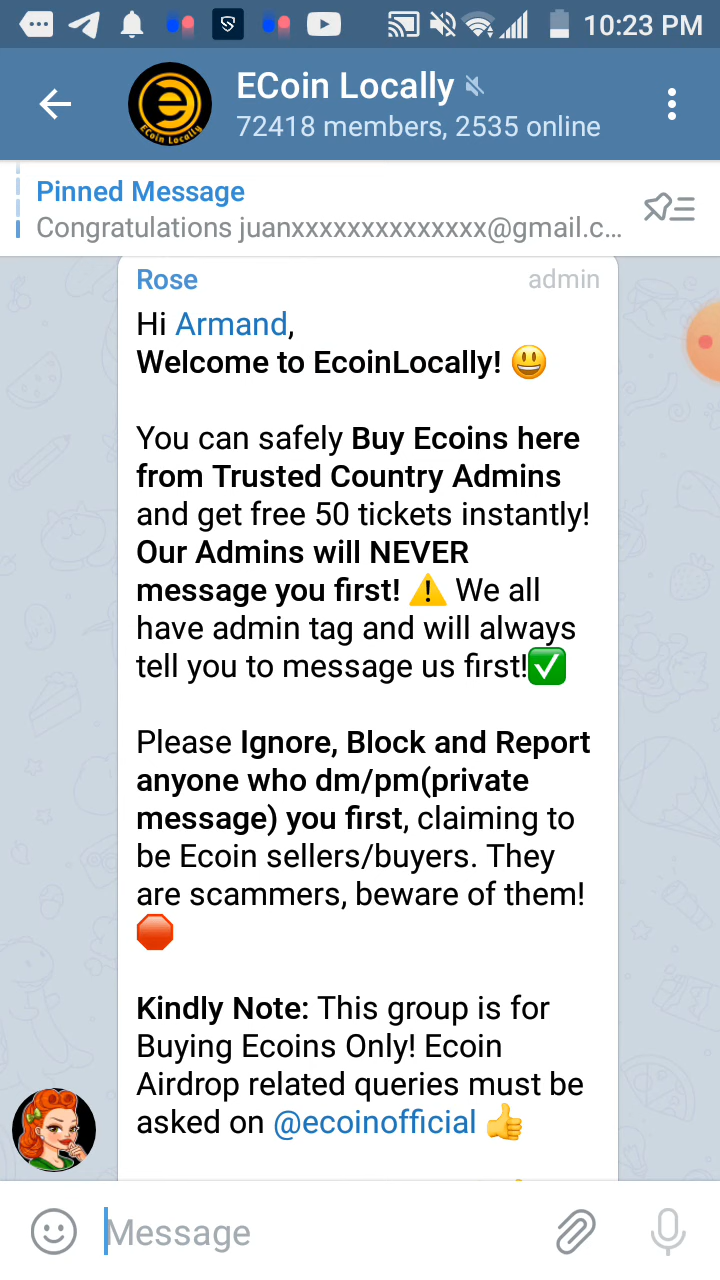 10:23 PM
ECoin Locally
72418 members, 2535 online
Pinned Message
Congratulations juanxxxxxxxxxxxxxx@gmail.c...
Rose admin
Hi Armand,
Welcome to EcoinLocally! 😃
You can safely Buy Ecoins here
from Trusted Country Admins
and get free 50 tickets instantly!
Our Admins will NEVER
message you first! ⚠️ We all
have admin tag and will always
tell you to message us first!✅
Please Ignore, Block and Report
anyone who dm/pm(private
message) you first, claiming to
be Ecoin sellers/buyers. They
are scammers, beware of them!
🛑
Kindly Note: This group is for
Buying Ecoins Only! Ecoin
Airdrop related queries must be
asked on @ecoinofficial 👍
Message